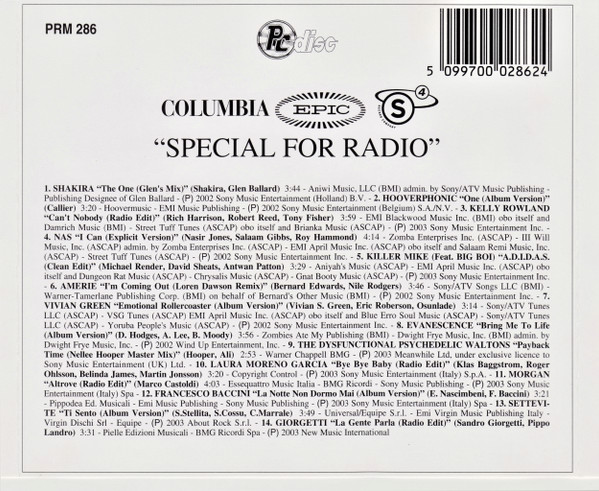 PRM 286
disc
5 099700 028624
COLUMBIA EPIC S 4
“SPECIAL FOR RADIO”
1. SHAKIRA “The One (Glen's Mix)” (Shakira, Glen Ballard) 3:44 - Aniwi Music, LLC (BMI) admin. by Sony/ATV Music Publishing -
Publishing Designee of Glen Ballard - (P) 2002 Sony Music Entertainment (Holland) B.V. - 2. HOOVERPHONIC “One (Album Version)”
(Callier) 3:20 - Hoovermusic - EMI Music Publishing - (P) 2002 Sony Music Entertainment (Belgium) S.A./N.V. - 3. KELLY ROWLAND
“Can't Nobody (Radio Edit)” (Rich Harrison, Robert Reed, Tony Fisher) 3:59 - EMI Blackwood Music Inc. (BMI) obo itself and
Damrich Music (BMI) - Street Tuff Tunes (ASCAP) obo itself and Brianka Music (ASCAP) - (P) 2003 Sony Music Entertainment Inc.
- 4. NAS “I Can (Explicit Version)” (Nasir Jones, Salaam Gibbs, Roy Hammond) 4:14 - Zomba Enterprises Inc. (ASCAP) - III Will
Music, Inc. (ASCAP) admin. by Zomba Enterprises Inc. (ASCAP) - EMI April Music Inc. (ASCAP) obo itself and Salaam Remi Music, Inc.
(ASCAP) - Street Tuff Tunes (ASCAP) - (P) 2002 Sony Music Entertainment Inc. - 5. KILLER MIKE (Feat. BIG BOI) “A.D.I.D.A.S.
(Clean Edit)” (Michael Render, David Sheats, Antwan Patton) 3:29 - Aniyah's Music (ASCAP) - EMI April Music Inc. (ASCAP) obo
itself and Dungeon Rat Music (ASCAP) - Chrysalis Music (ASCAP) - Gnat Booty Music (ASCAP) - (P) 2003 Sony Music Entertainment Inc.
- 6. AMERIE “I'm Coming Out (Loren Dawson Remix)” (Bernard Edwards, Nile Rodgers) 3:46 - Sony/ATV Songs LLC (BMI) -
Warner-Tamerlane Publishing Corp. (BMI) on behalf of Bernard's Other Music (BMI) - (P) 2002 Sony Music Entertainment Inc. - 7.
VIVIAN GREEN “Emotional Rollercoaster (Album Version)” (Vivian S. Green, Eric Roberson, Osunlade) 3:14 - Sony/ATV Tunes
LLC (ASCAP) - VSG Tunes (ASCAP) EMI April Music Inc. (ASCAP) obo itself and Blue Erro Soul Music (ASCAP) - Sony/ATV Tunes
LLC (ASCAP) - Yoruba People's Music (ASCAP) - (P) 2002 Sony Music Entertainment Inc. - 8. EVANESCENCE “Bring Me To Life
(Album Version)” (D. Hodges, A. Lee, B. Moody) 3:56 - Zombies Ate My Publishing (BMI) - Dwight Frye Music, Inc. (BMI) admin. by
Dwight Frye Music, Inc. - (P) 2002 Wind Up Entertainment, Inc. - 9. THE DYSFUNCTIONAL PSYCHEDELIC WALTONS “Payback
Time (Nellee Hooper Master Mix)” (Hooper, Ali) 2:53 - Warner Chappell BMG - (P) 2003 Meanwhile Ltd, under exclusive licence to
Sony Music Entertainment (UK) Ltd. - 10. LAURA MORENO GARCIA “Bye Bye Baby (Radio Edit)” (Klas Baggstrom, Roger
Ohlsson, Belinda James, Martin Jonsson) 3:20 - Copyright Control - (P) 2003 Sony Music Entertainment (Italy) S.p.A. - 11. MORGAN
“Altrove (Radio Edit)” (Marco Castoldi) 4:03 - Essequattro Musica Italia - BMG Ricordi - Sony Music Publishing - (P) 2003 Sony Music
Entertainment (Italy) Spa - 12. FRANCESCO BACCINI “La Notte Non Dormo Mai (Album Version)” (E. Nascimbeni, F. Baccini) 3:21
- Pippodea Ed. Musicali - Emi Music Publishing - Sony Music Publishing - (P) 2003 Sony Music Entertainment (Italy) Spa - 13. SETTEVI-
TE “Ti Sento (Album Version)” (S.Stellita, S.Cossu, C.Marrale) 3:49 - Universal/Equipe S.r.l. - Emi Virgin Music Publishing Italy -
Virgin Dischi Srl - Equipe - (P) 2003 About Rock S.r.l. - 14. GIORGETTI “La Gente Parla (Radio Edit)” (Sandro Giorgetti, Pippo
Landro) 3:31 - Pielle Edizioni Musicali - BMG Ricordi Spa - (P) 2003 New Music International